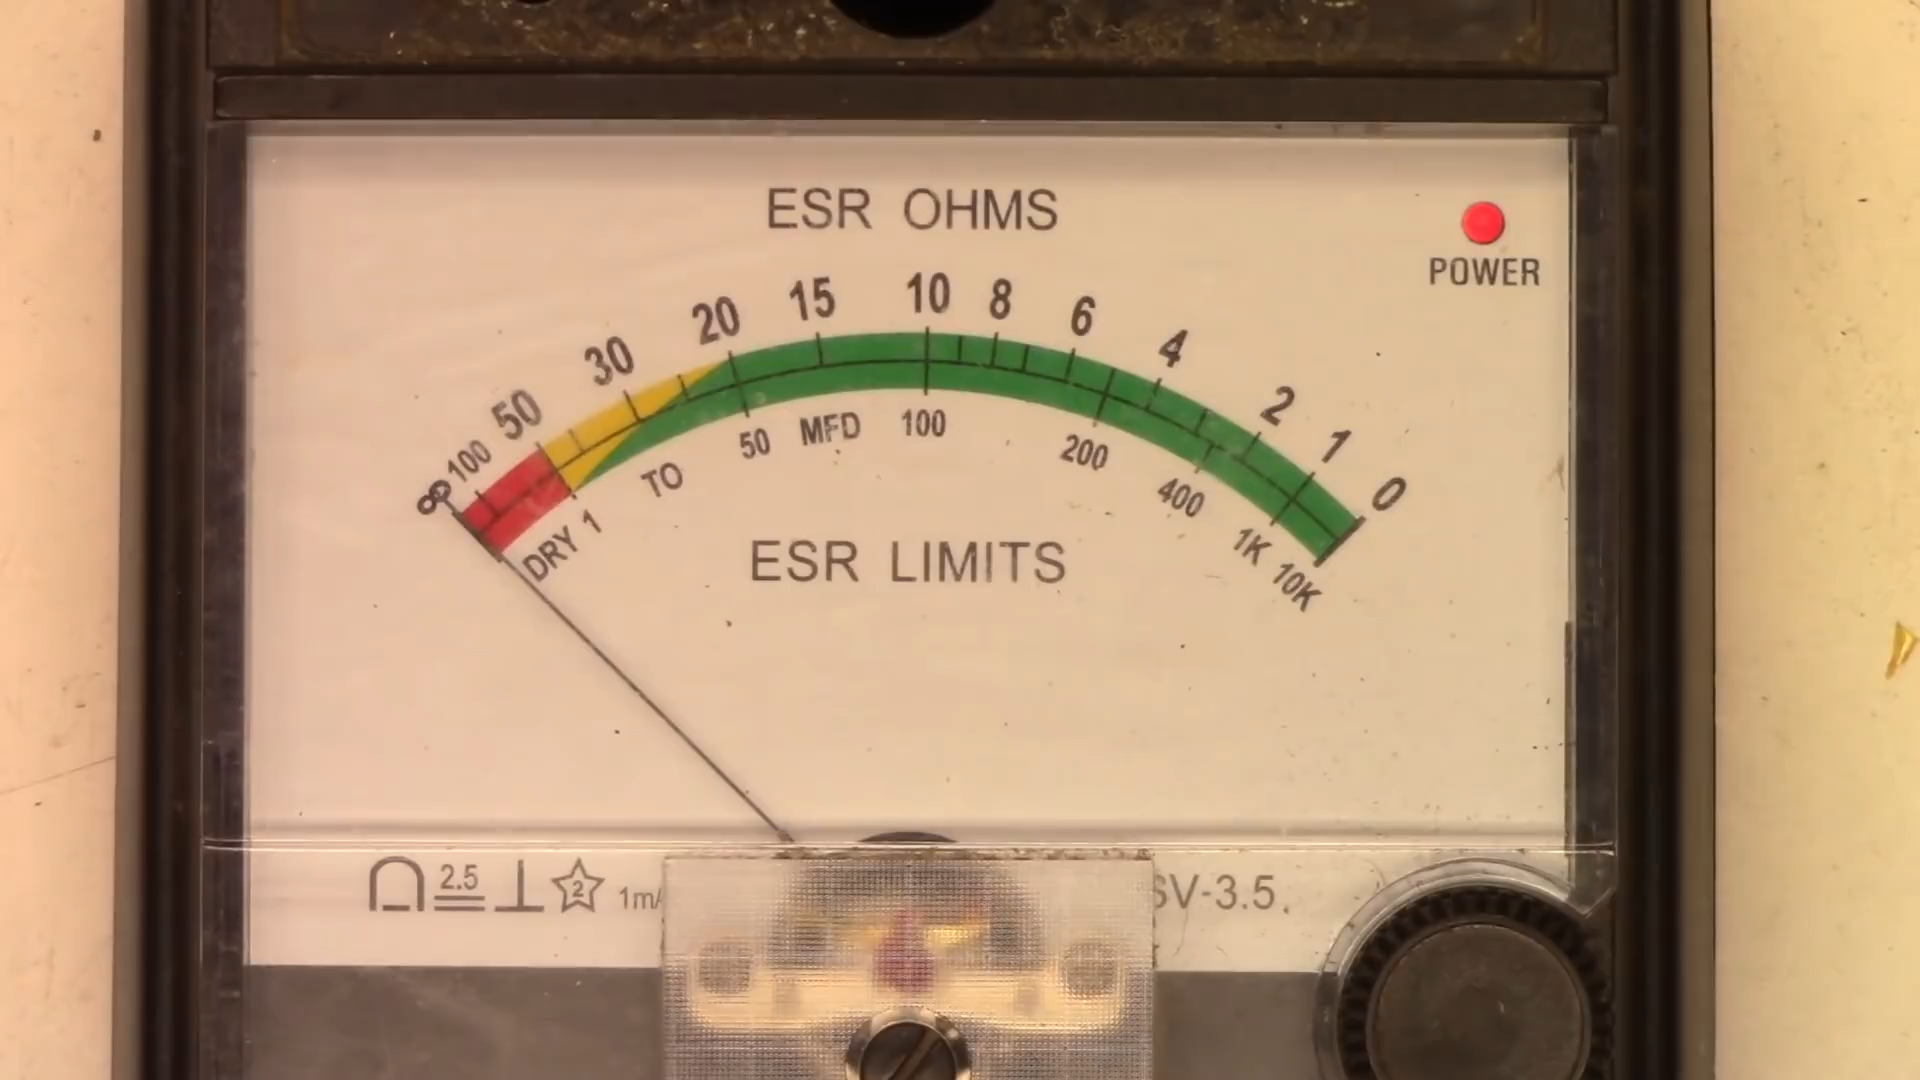 ESR OHMS
POWER
∞ 100 50 30 20 15 10 8 6 4 2 1 0
DRY 1 TO 50 MFD 100 200 400 1K 10K
ESR LIMITS
2.5 2 1m SV-3.5.